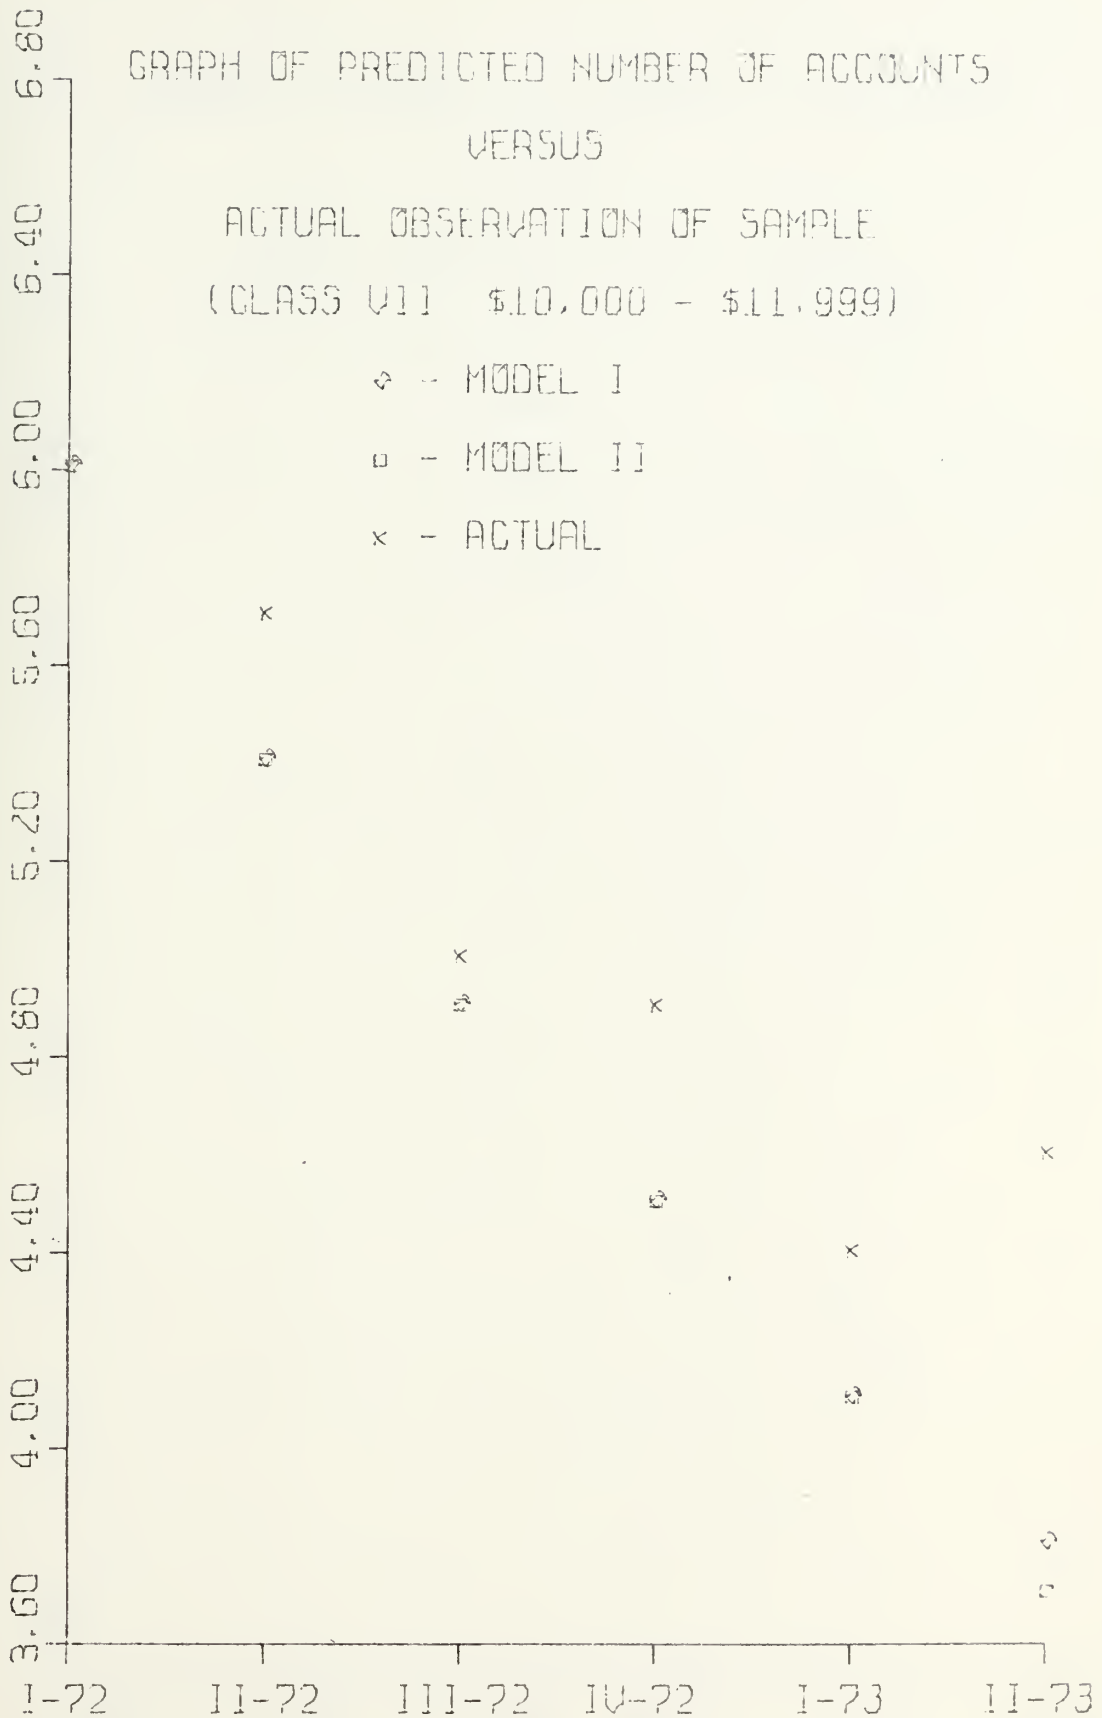 GRAPH OF PREDICTED NUMBER OF ACCOUNTS
VERSUS
ACTUAL OBSERVATION OF SAMPLE
(CLASS VII $10,000 - $11,999)
- MODEL I
- MODEL II
× - ACTUAL
6.80
6.40
6.00
5.60
5.20
4.80
4.40
4.00
3.60
I-72 II-72 III-72 IV-72 I-73 II-73